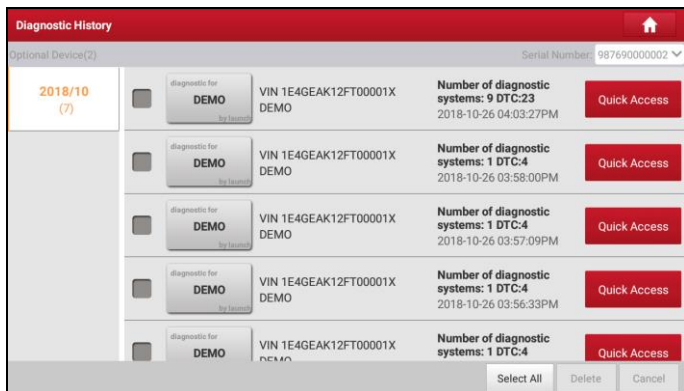 Diagnostic History
Optional Device(2)
Serial Number: 987690000002
2018/10
(7)
diagnostic for
DEMO
by launch
VIN 1E4GEAK12FT00001X
DEMO
Number of diagnostic
systems: 9 DTC:23
2018-10-26 04:03:27PM
Quick Access
diagnostic for
DEMO
by launch
VIN 1E4GEAK12FT00001X
DEMO
Number of diagnostic
systems: 1 DTC:4
2018-10-26 03:58:00PM
Quick Access
diagnostic for
DEMO
by launch
VIN 1E4GEAK12FT00001X
DEMO
Number of diagnostic
systems: 1 DTC:4
2018-10-26 03:57:09PM
Quick Access
diagnostic for
DEMO
by launch
VIN 1E4GEAK12FT00001X
DEMO
Number of diagnostic
systems: 1 DTC:4
2018-10-26 03:56:33PM
Quick Access
diagnostic for
DEMO
VIN 1E4GEAK12FT00001X
DEMO
Number of diagnostic
systems: 1 DTC:4
Quick Access
Select All
Delete
Cancel